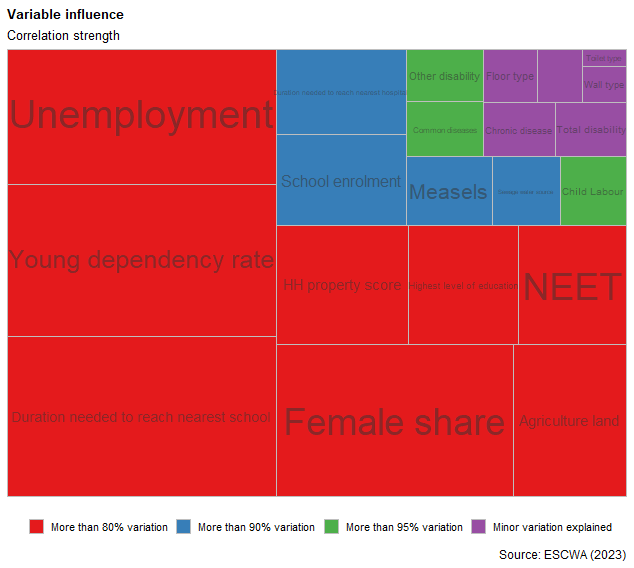 Variable influence
Correlation strength
Unemployment
Young dependency rate
Duration needed to reach nearest school
Duration needed to reach nearest hospital
School enrolment
Other disability
Common diseases
Floor type
Toilet type
Wall type
Chronic disease
Total disability
Measels
Child Labour
HH property score
Highest level of education
NEET
Female share
Agriculture land
More than 80% variation
More than 90% variation
More than 95% variation
Minor variation explained
Source: ESCWA (2023)